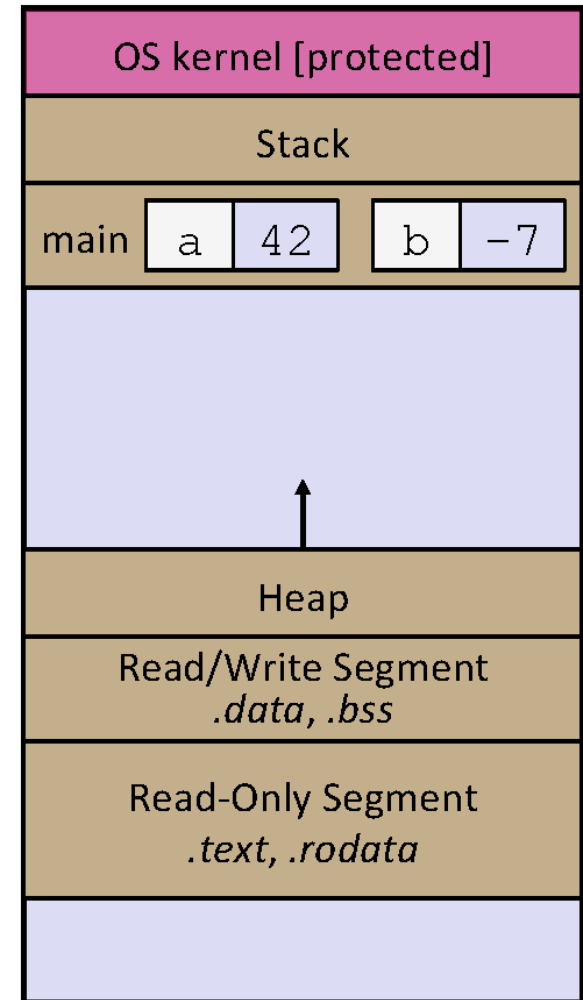 OS kernel [protected]
Stack
main a 42 b -7
Heap
Read/Write Segment
.data, .bss
Read-Only Segment
.text, .rodata